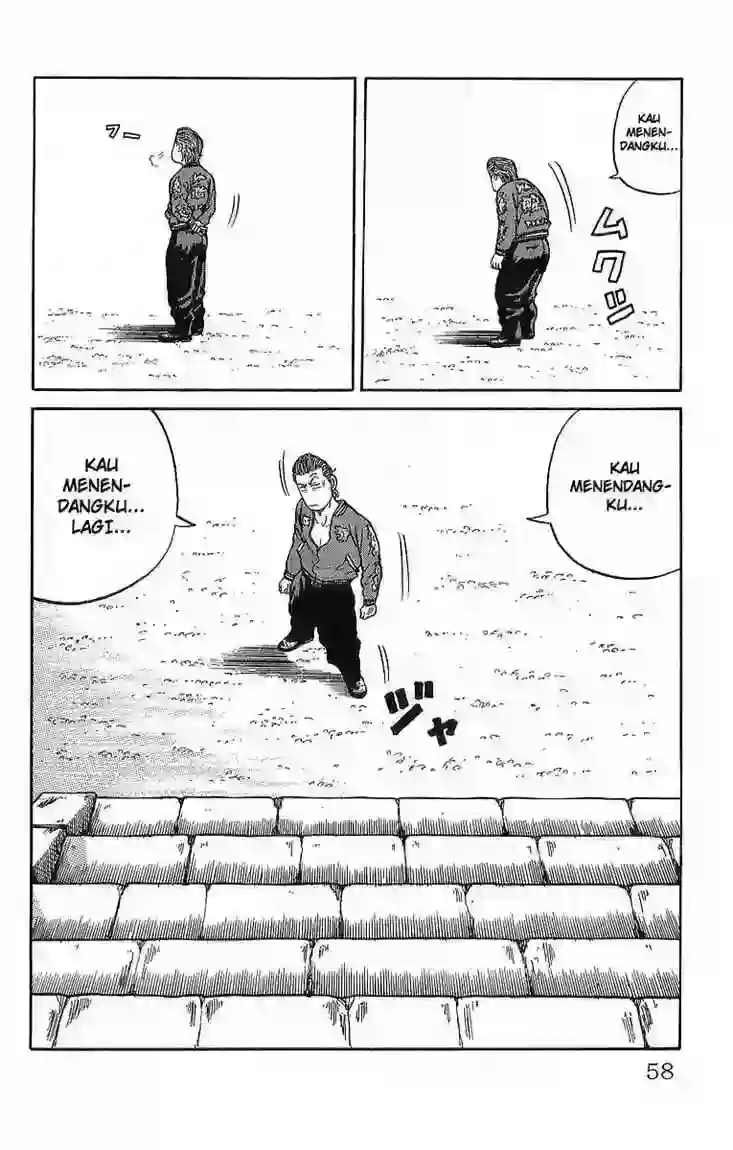 KAU
MENEN-
DANGKU...
ムクッ
フー
KAU
MENENDANG-
KU...
KAU
MENEN-
DANGKU...
LAGI...
ジャ
58